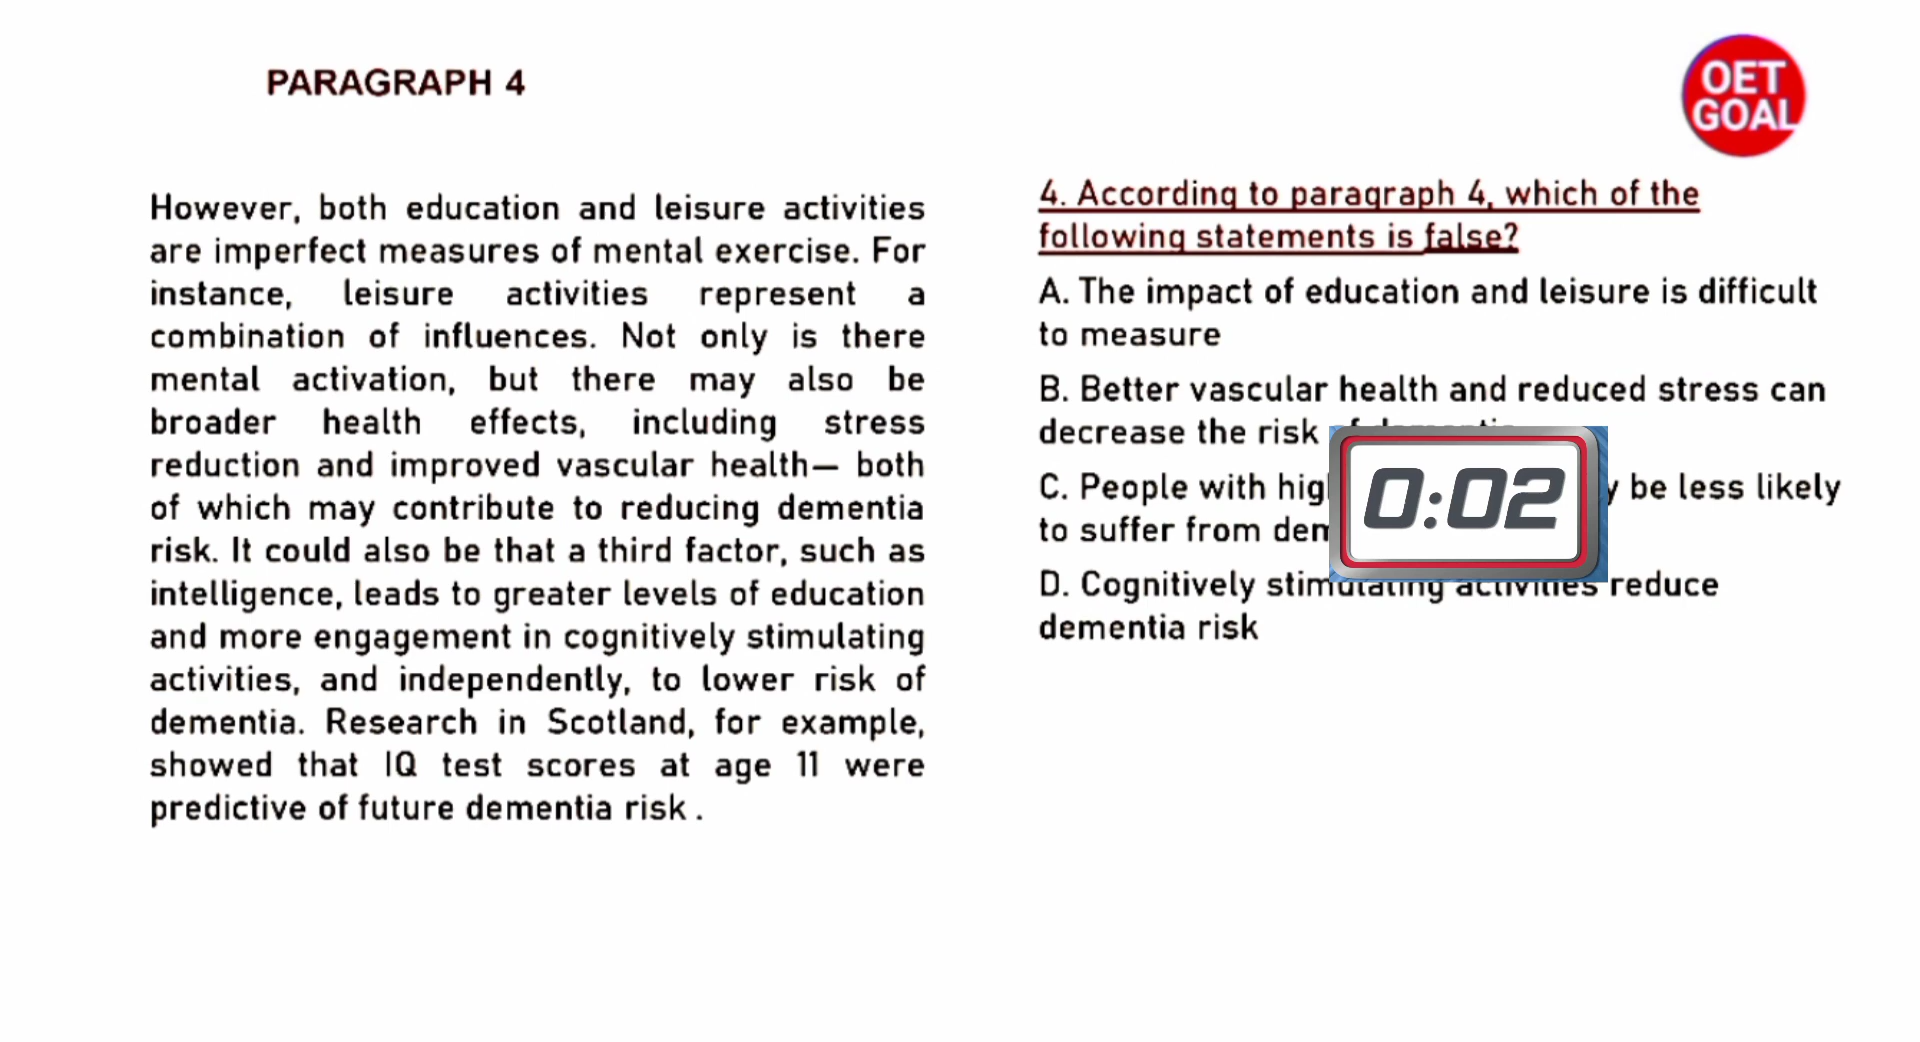 PARAGRAPH 4
OET
GOAL
However, both education and leisure activities
are imperfect measures of mental exercise. For
instance, leisure activities represent a
combination of influences. Not only is there
mental activation, but there may also be
broader health effects, including stress
reduction and improved vascular health— both
of which may contribute to reducing dementia
risk. It could also be that a third factor, such as
intelligence, leads to greater levels of education
and more engagement in cognitively stimulating
activities, and independently, to lower risk of
dementia. Research in Scotland, for example,
showed that IQ test scores at age 11 were
predictive of future dementia risk .
4. According to paragraph 4, which of the
following statements is false?
A. The impact of education and leisure is difficult
to measure
B. Better vascular health and reduced stress can
decrease the risk of dementia
C. People with be less likely
to suffer from
D. Cognitively stimulating activities reduce
dementia risk
0:02